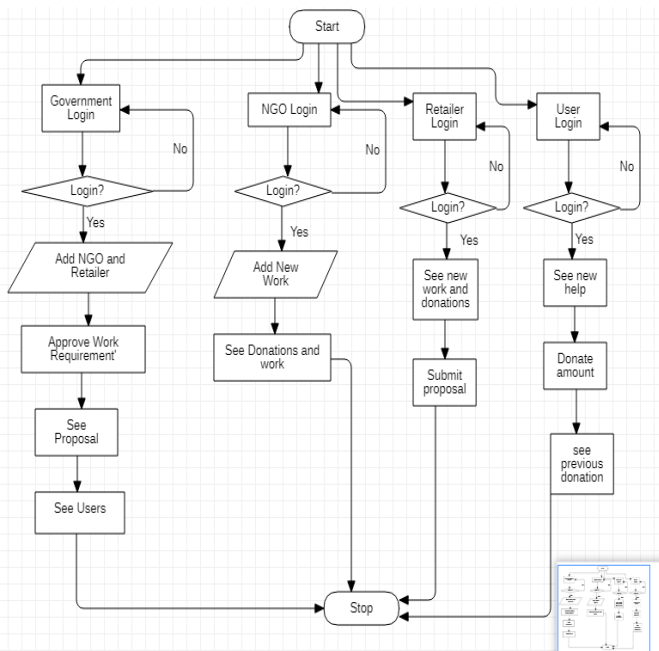 Start
Government
Login
NGO Login
Retailer
Login
User
Login
No
No
No
No
Login?
Login?
Login?
Login?
Yes
Yes
Yes
Yes
Add NGO and
Retailer
Add New
Work
See new
work and
donations
See new
help
Approve Work
Requirement'
See Donations and
work
Submit
proposal
Donate
amount
See
Proposal
see
previous
donation
See Users
Stop